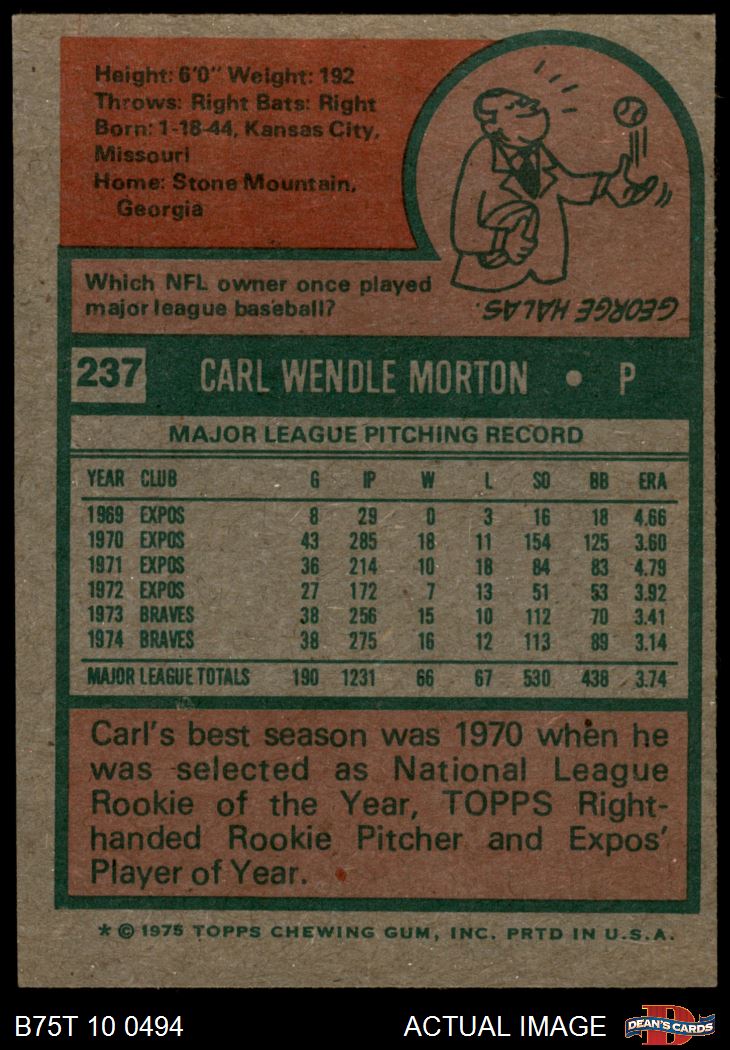 Height: 6'0" Weight: 192
Throws: Right Bats: Right
Born: 1-18-44, Kansas City,
Missouri
Home: Stone Mountain,
Georgia
Which NFL owner once played
major league baseball?
GEORGE HALAS.
237 CARL WENDLE MORTON • P
MAJOR LEAGUE PITCHING RECORD
YEAR CLUB G IP W L SO BB ERA
1969 EXPOS 8 29 0 3 16 18 4.66
1970 EXPOS 43 285 18 11 154 125 3.60
1971 EXPOS 36 214 10 18 84 83 4.79
1972 EXPOS 27 172 7 13 51 53 3.92
1973 BRAVES 38 256 15 10 112 70 3.41
1974 BRAVES 38 275 16 12 113 89 3.14
MAJOR LEAGUE TOTALS 190 1231 66 67 530 438 3.74
Carl's best season was 1970 when he
was selected as National League
Rookie of the Year, TOPPS Right-
handed Rookie Pitcher and Expos'
Player of Year.
* © 1975 TOPPS CHEWING GUM, INC. PRTD IN U.S.A.
B75T 10 0494 ACTUAL IMAGE
D
DEAN'S CARDS